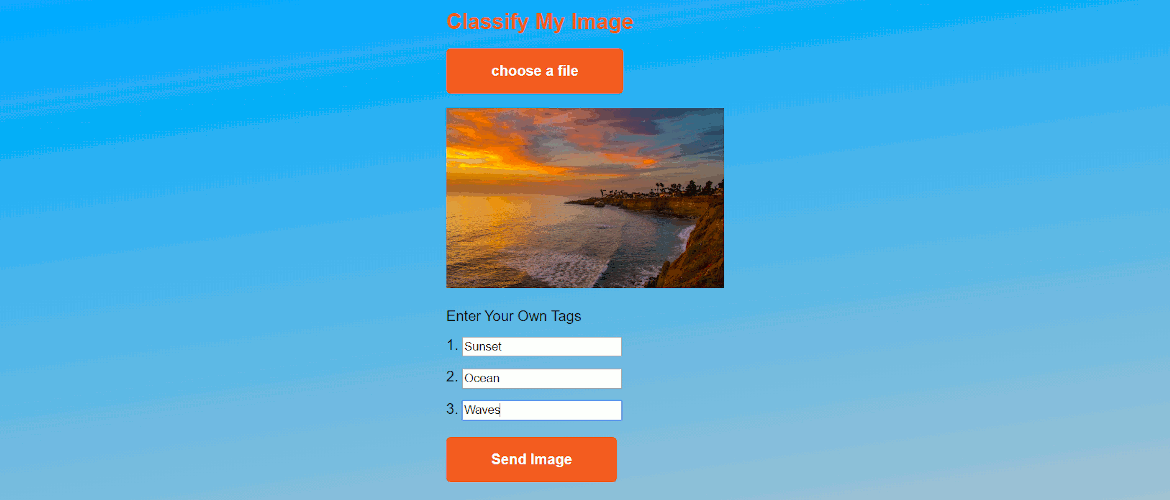 Classify My Image
choose a file
Enter Your Own Tags
1. Sunset
2. Ocean
3. Waves
Send Image